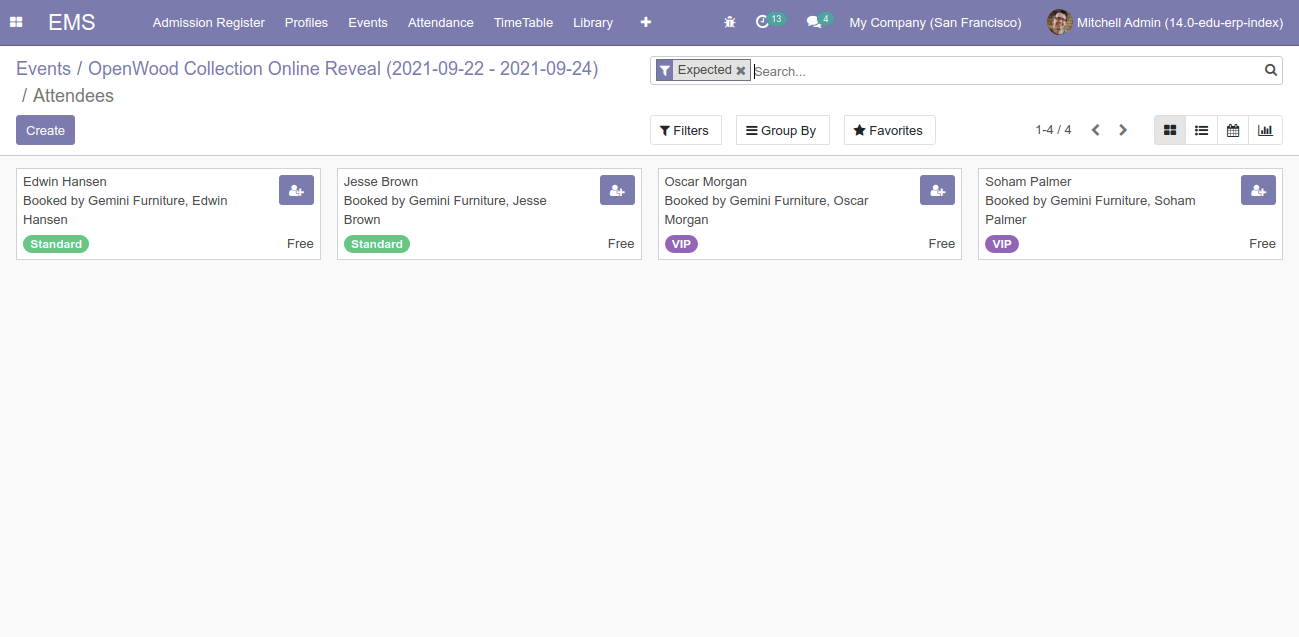 EMS Admission Register Profiles Events Attendance TimeTable Library 13 4 My Company (San Francisco) Mitchell Admin (14.0-edu-erp-index)
Events / OpenWood Collection Online Reveal (2021-09-22 - 2021-09-24)
/ Attendees
Expected Search...
Create
Filters Group By Favorites 1-4 / 4
Edwin Hansen
Booked by Gemini Furniture, Edwin
Hansen
Standard Free
Jesse Brown
Booked by Gemini Furniture, Jesse
Brown
Standard Free
Oscar Morgan
Booked by Gemini Furniture, Oscar
Morgan
VIP Free
Soham Palmer
Booked by Gemini Furniture, Soham
Palmer
VIP Free